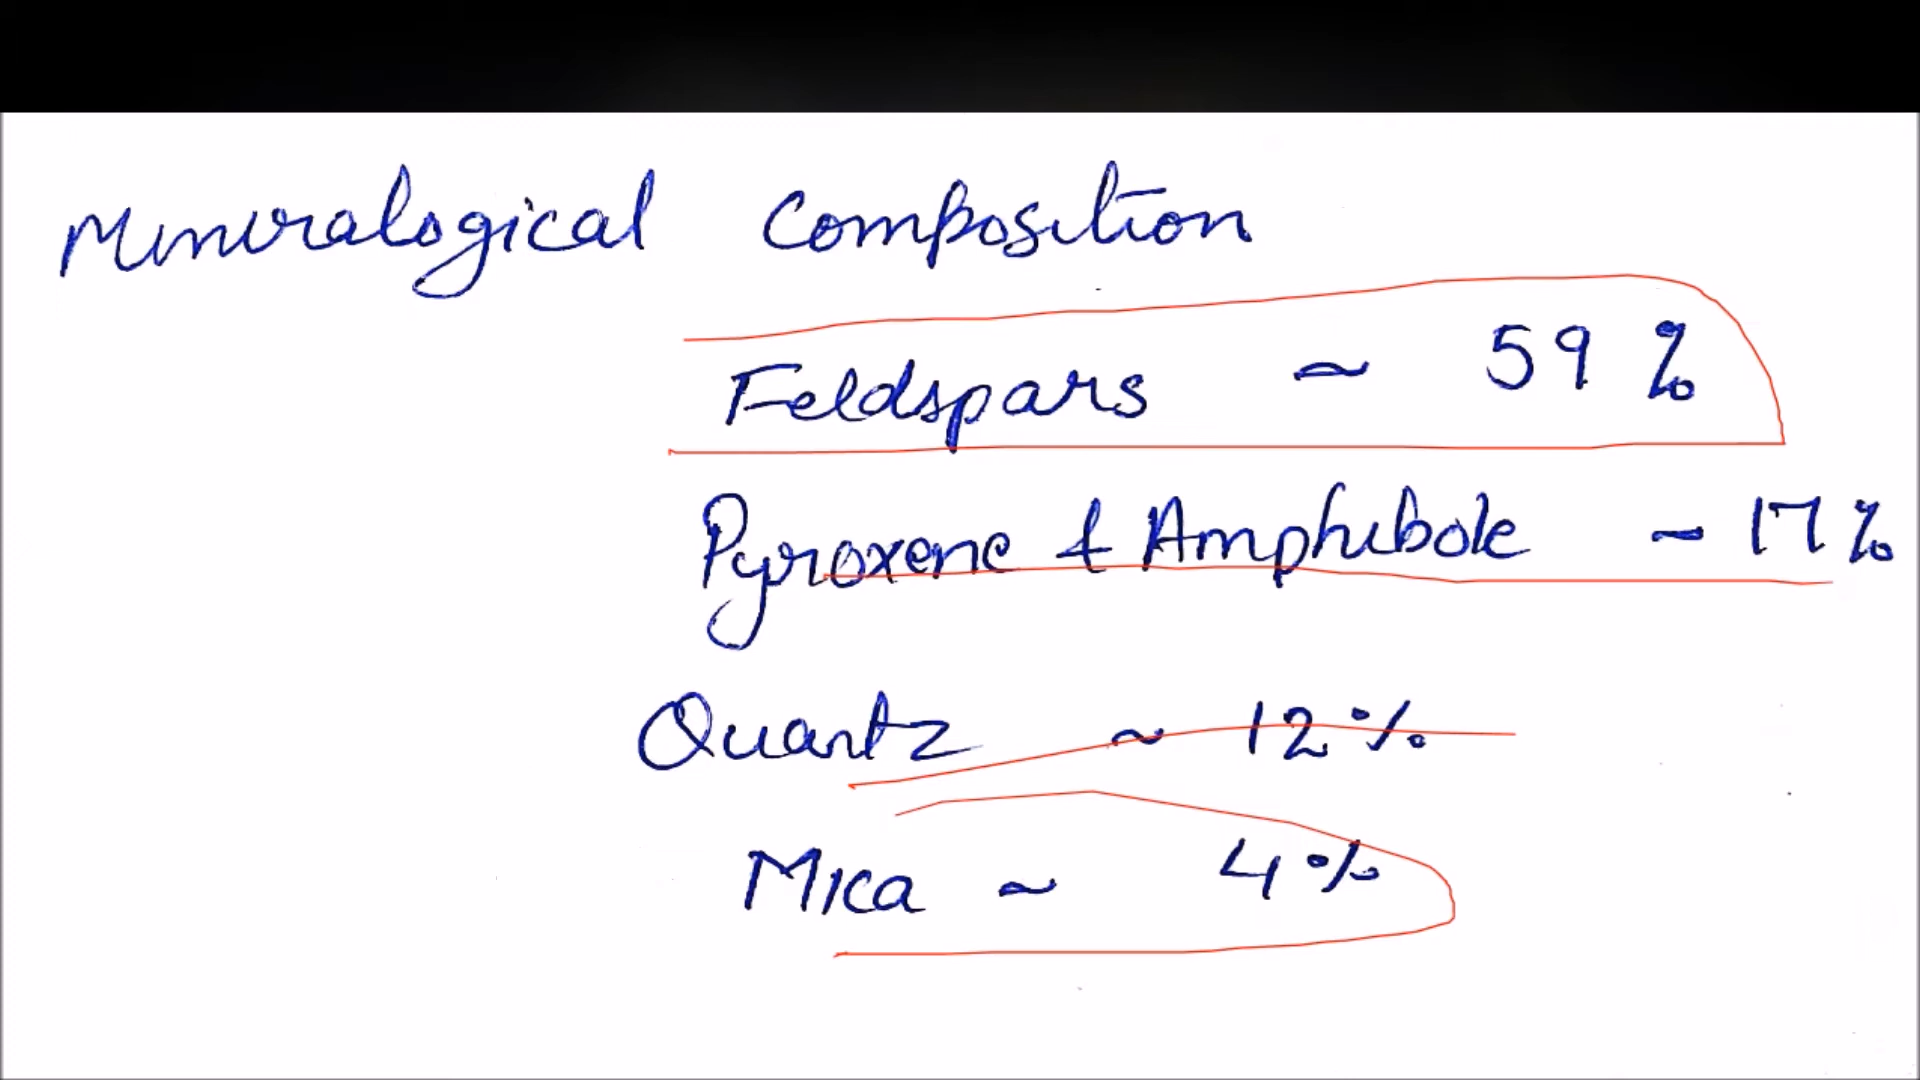 Mineralogical Composition
Feldspars ~ 59 %
Pyroxene & Amphibole ~ 17 %
Quartz ~ 12 %
Mica ~ 4 %